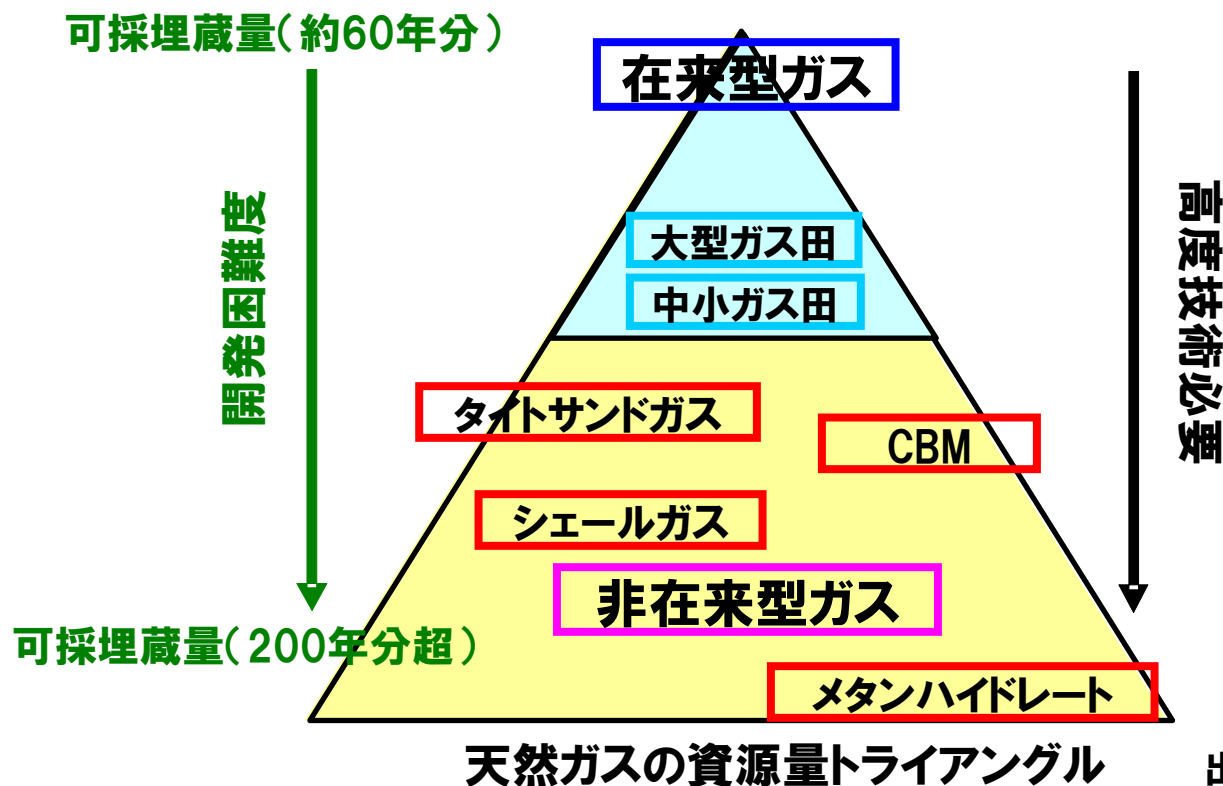 可採埋蔵量(約60年分)
在来型ガス
大型ガス田
中小ガス田
開発困難度
高度技術必要
タイトサンドガス
CBM
シェールガス
非在来型ガス
可採埋蔵量(200年分超)
メタンハイドレート
天然ガスの資源量トライアングル